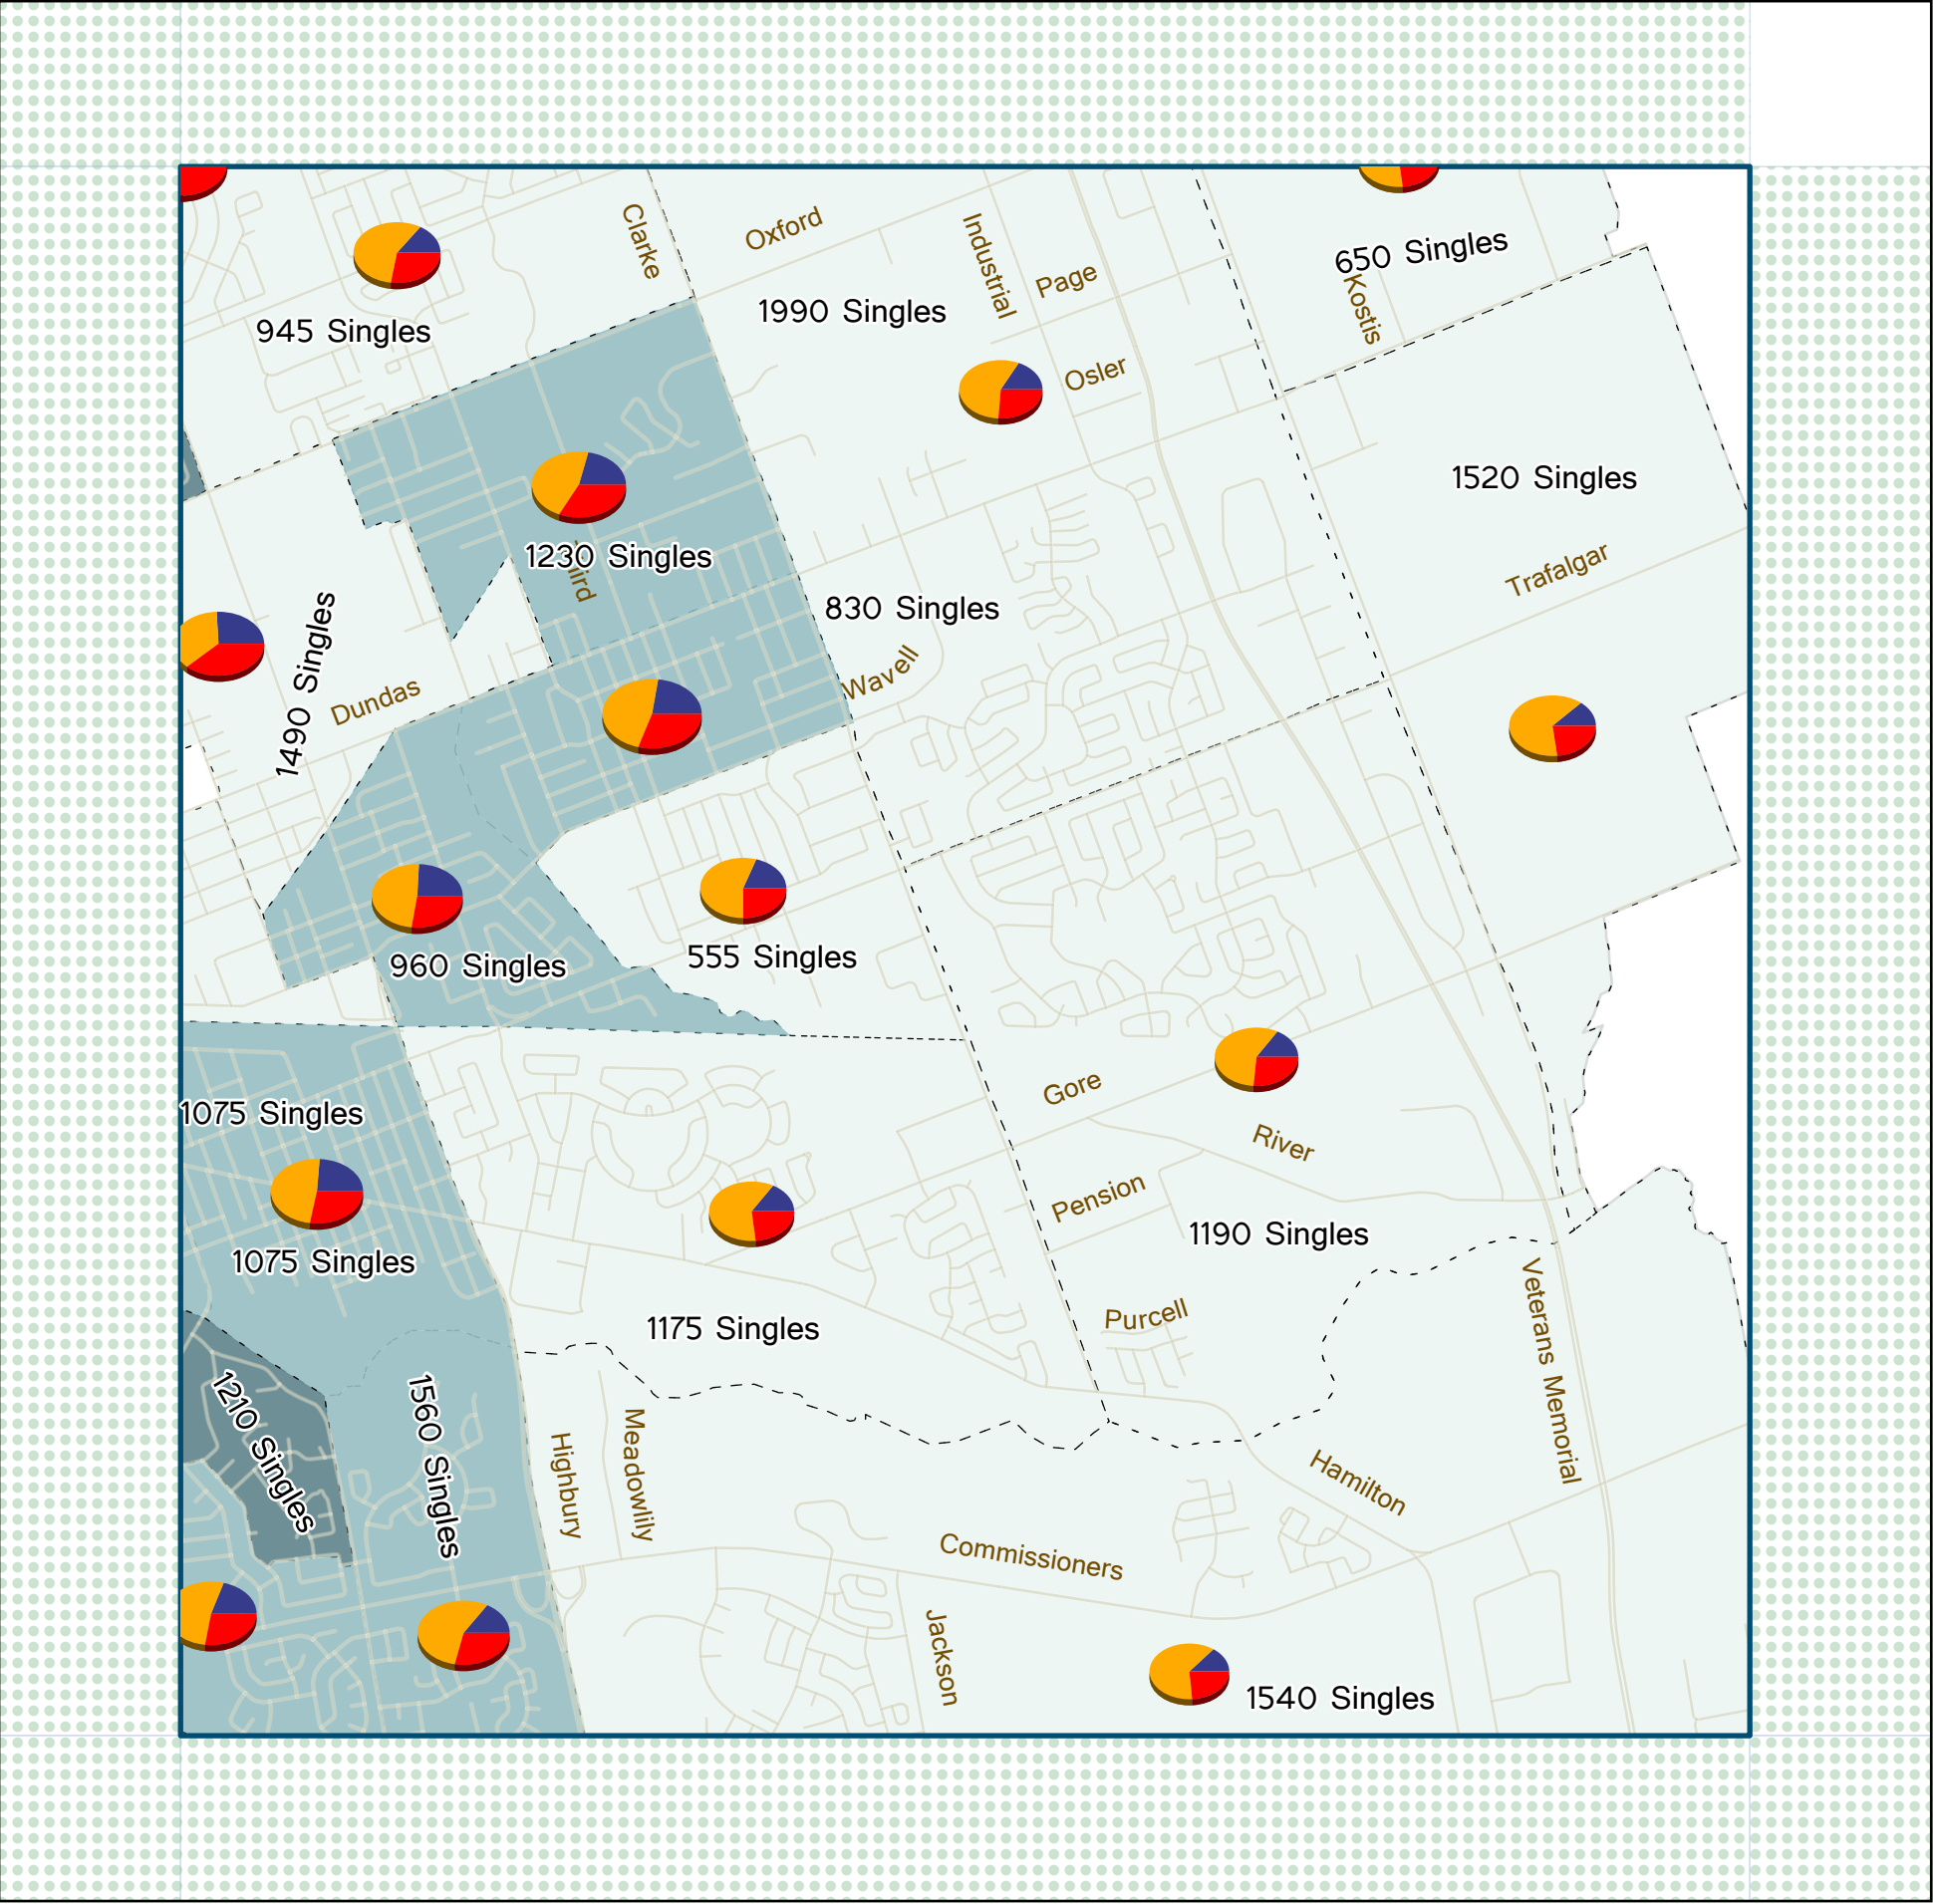 Clarke
Oxford
Industrial
Page
650 Singles
Kostis
945 Singles
1990 Singles
Osler
1520 Singles
1230 Singles
Trafalgar
830 Singles
1490 Singles
Wavell
Dundas
960 Singles
555 Singles
Gore
1075 Singles
River
Pension
1190 Singles
1075 Singles
Purcell
1175 Singles
Veterans Memorial
1210 Singles
1560 Singles
Highbury
Meadowlily
Hamilton
Commissioners
Jackson
1540 Singles